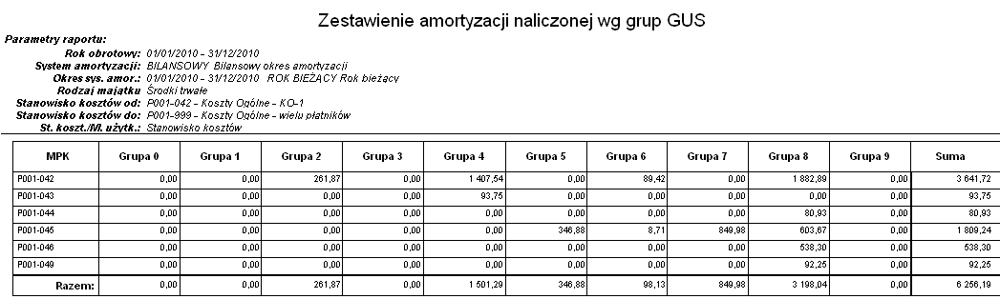 Zestawienie amortyzacji naliczonej wg grup GUS
Parametry raportu:
Rok obrotowy: 01/01/2010 - 31/12/2010
System amortyzacji: BILANSOWY Bilansowy okres amortyzacji
Okres sys. amor.: 01/01/2010 - 31/12/2010 ROK BIEŻĄCY Rok bieżący
Rodzaj majątku Środki trwałe
Stanowisko kosztów od: P001-042 - Koszty Ogólne - KO-1
Stanowisko kosztów do: P001-999 - Koszty Ogólne - wielu płatników
St. koszt./M. użytk.: Stanowisko kosztów
MPK Grupa 0 Grupa 1 Grupa 2 Grupa 3 Grupa 4 Grupa 5 Grupa 6 Grupa 7 Grupa 8 Grupa 9 Suma
P001-042 0,00 0,00 261,87 0,00 1 407,54 0,00 89,42 0,00 1 882,89 0,00 3 641,72
P001-043 0,00 0,00 0,00 0,00 93,75 0,00 0,00 0,00 0,00 0,00 93,75
P001-044 0,00 0,00 0,00 0,00 0,00 0,00 0,00 0,00 80,93 0,00 80,93
P001-045 0,00 0,00 0,00 0,00 0,00 346,88 8,71 849,98 603,67 0,00 1 809,24
P001-046 0,00 0,00 0,00 0,00 0,00 0,00 0,00 0,00 538,30 0,00 538,30
P001-049 0,00 0,00 0,00 0,00 0,00 0,00 0,00 0,00 92,25 0,00 92,25
Razem: 0,00 0,00 261,87 0,00 1 501,29 346,88 98,13 849,98 3 198,04 0,00 6 256,19